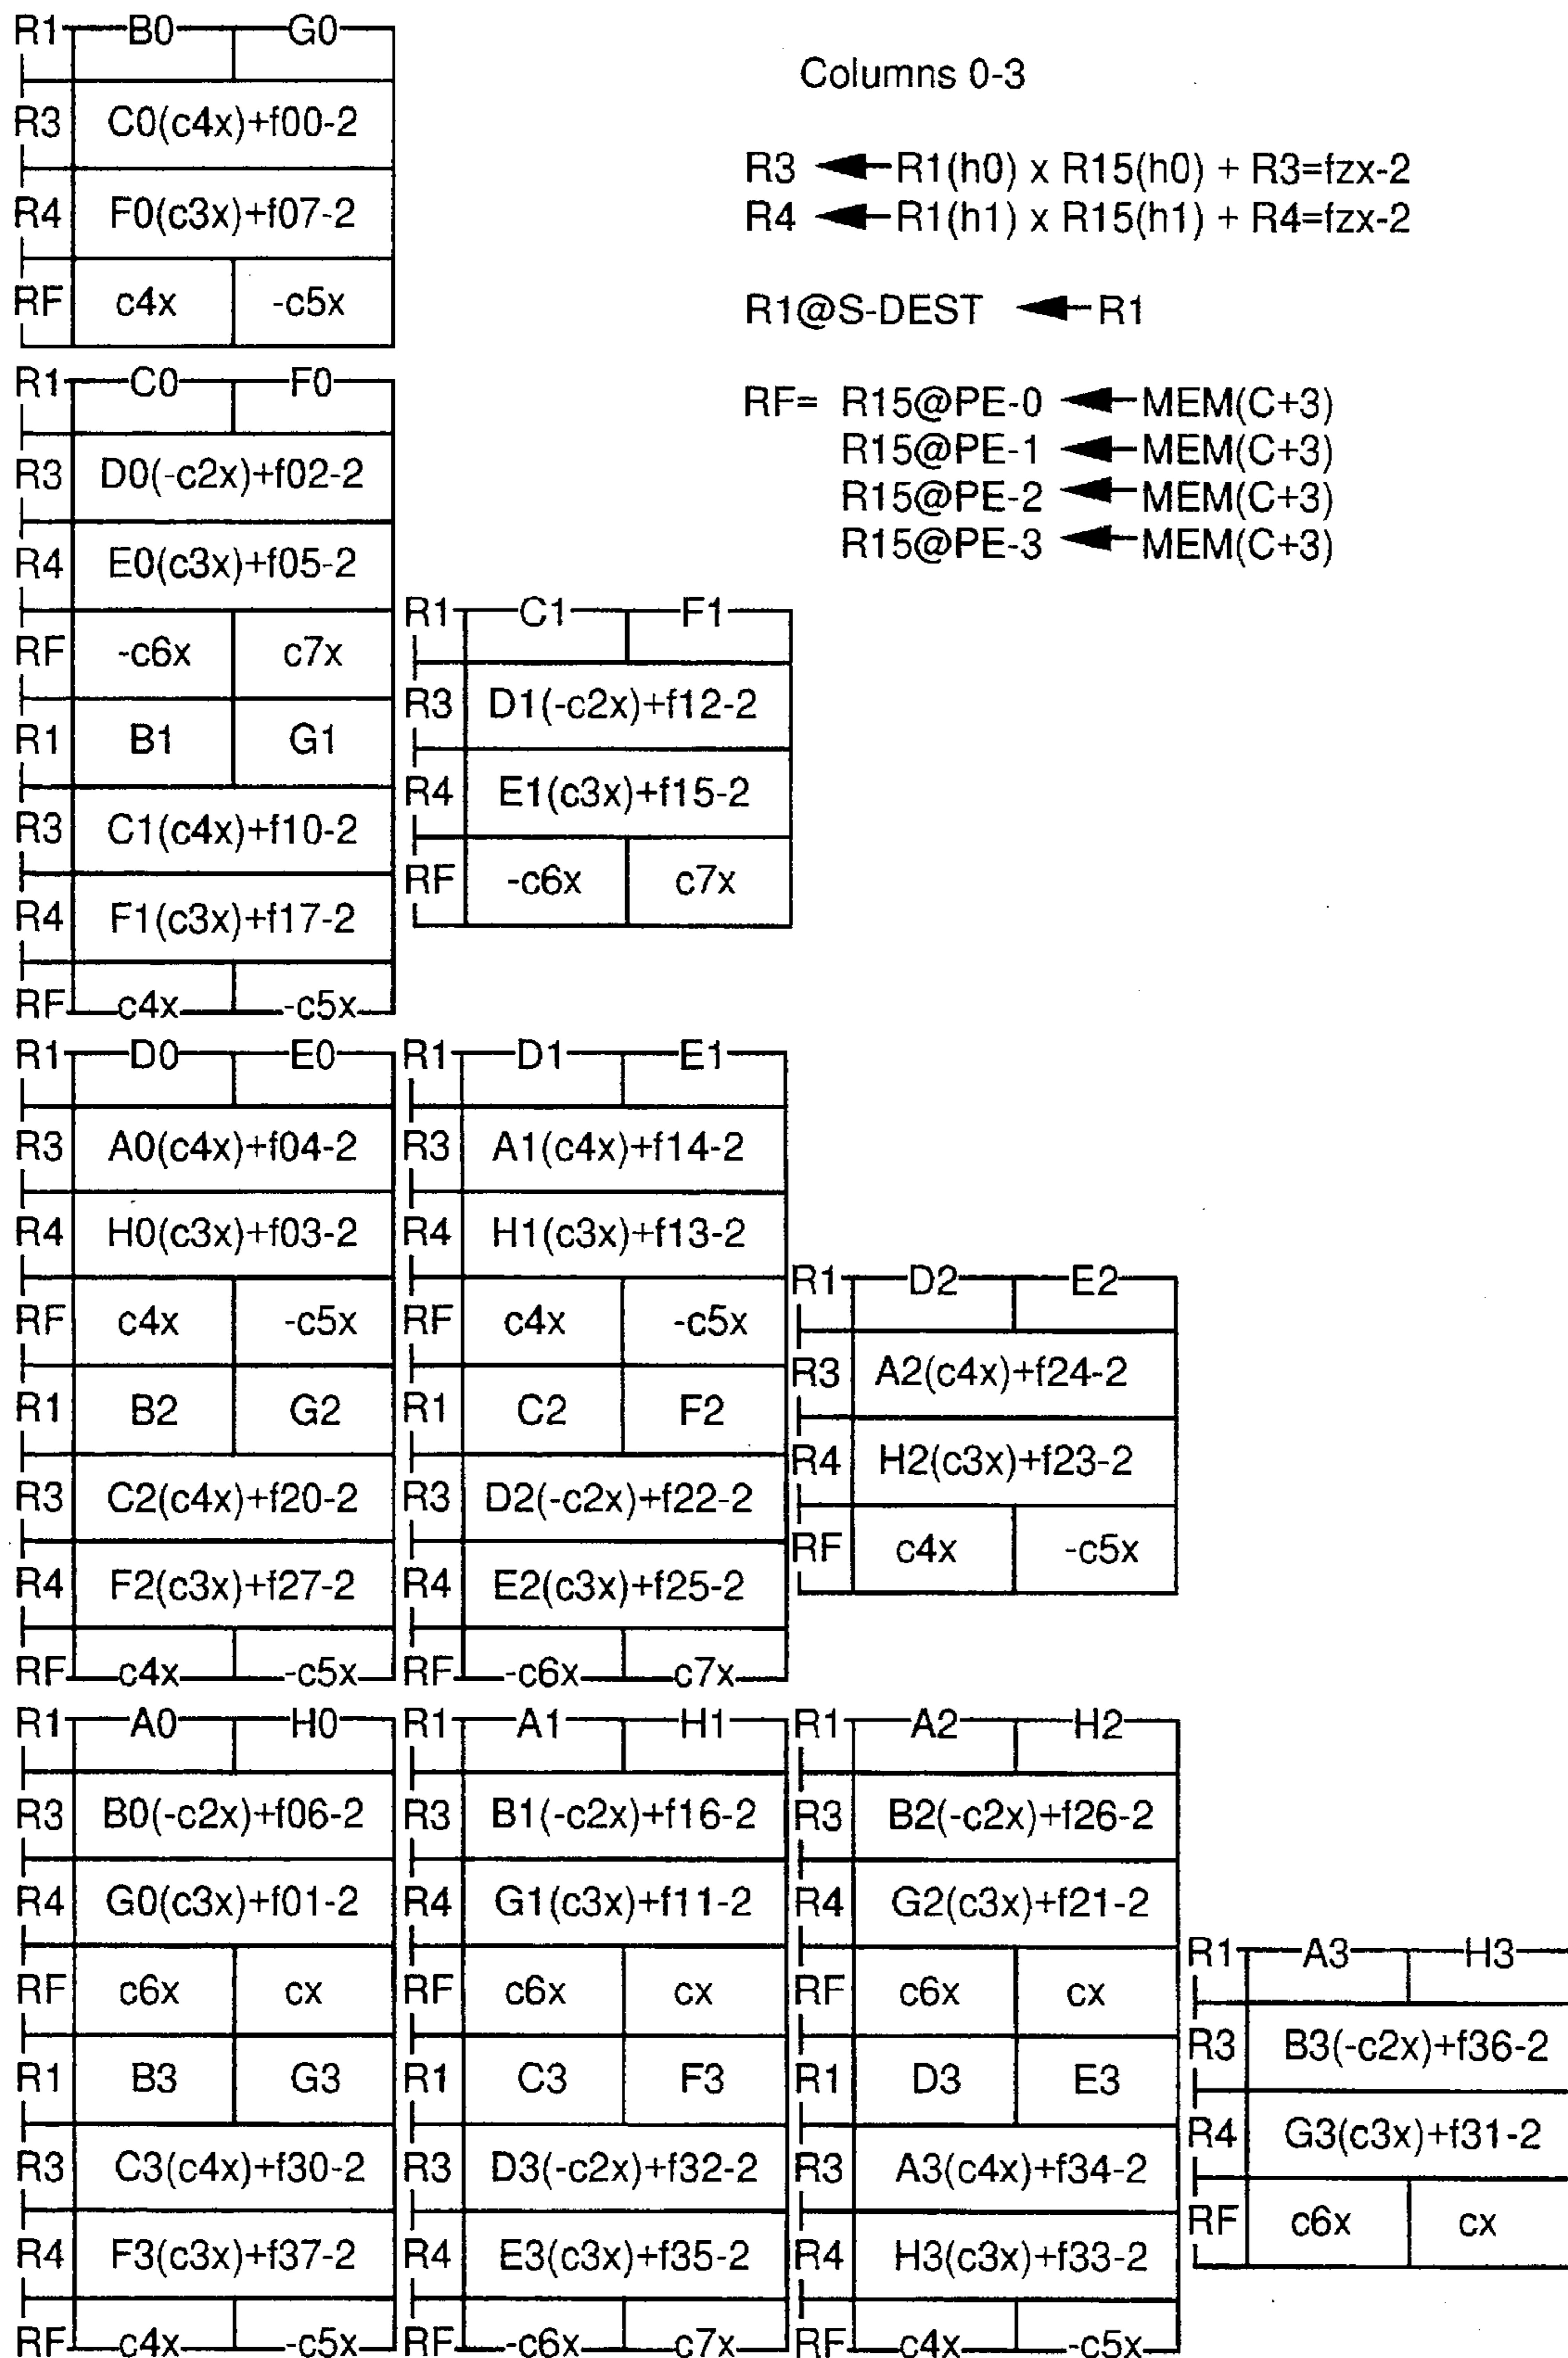 Columns 0-3
R3 ← R1(h0) x R15(h0) + R3=fzx-2
R4 ← R1(h1) x R15(h1) + R4=fzx-2
R1@S-DEST ← R1
RF= R15@PE-0 ← MEM(C+3)
R15@PE-1 ← MEM(C+3)
R15@PE-2 ← MEM(C+3)
R15@PE-3 ← MEM(C+3)
R1 B0 G0
R3 C0(c4x)+f00-2
R4 F0(c3x)+f07-2
RF c4x -c5x
R1 C0 F0
R3 D0(-c2x)+f02-2
R4 E0(c3x)+f05-2
RF -c6x c7x
R1 B1 G1
R3 C1(c4x)+f10-2
R4 F1(c3x)+f17-2
RF c4x -c5x
R1 C1 F1
R3 D1(-c2x)+f12-2
R4 E1(c3x)+f15-2
RF -c6x c7x
R1 D0 E0
R3 A0(c4x)+f04-2
R4 H0(c3x)+f03-2
RF c4x -c5x
R1 B2 G2
R3 C2(c4x)+f20-2
R4 F2(c3x)+f27-2
RF c4x -c5x
R1 D1 E1
R3 A1(c4x)+f14-2
R4 H1(c3x)+f13-2
RF c4x -c5x
R1 C2 F2
R3 D2(-c2x)+f22-2
R4 E2(c3x)+f25-2
RF -c6x c7x
R1 D2 E2
R3 A2(c4x)+f24-2
R4 H2(c3x)+f23-2
RF c4x -c5x
R1 A0 H0
R3 B0(-c2x)+f06-2
R4 G0(c3x)+f01-2
RF c6x cx
R1 B3 G3
R3 C3(c4x)+f30-2
R4 F3(c3x)+f37-2
RF c4x -c5x
R1 A1 H1
R3 B1(-c2x)+f16-2
R4 G1(c3x)+f11-2
RF c6x cx
R1 C3 F3
R3 D3(-c2x)+f32-2
R4 E3(c3x)+f35-2
RF -c6x c7x
R1 A2 H2
R3 B2(-c2x)+f26-2
R4 G2(c3x)+f21-2
RF c6x cx
R1 D3 E3
R3 A3(c4x)+f34-2
R4 H3(c3x)+f33-2
RF c4x -c5x
R1 A3 H3
R3 B3(-c2x)+f36-2
R4 G3(c3x)+f31-2
RF c6x cx